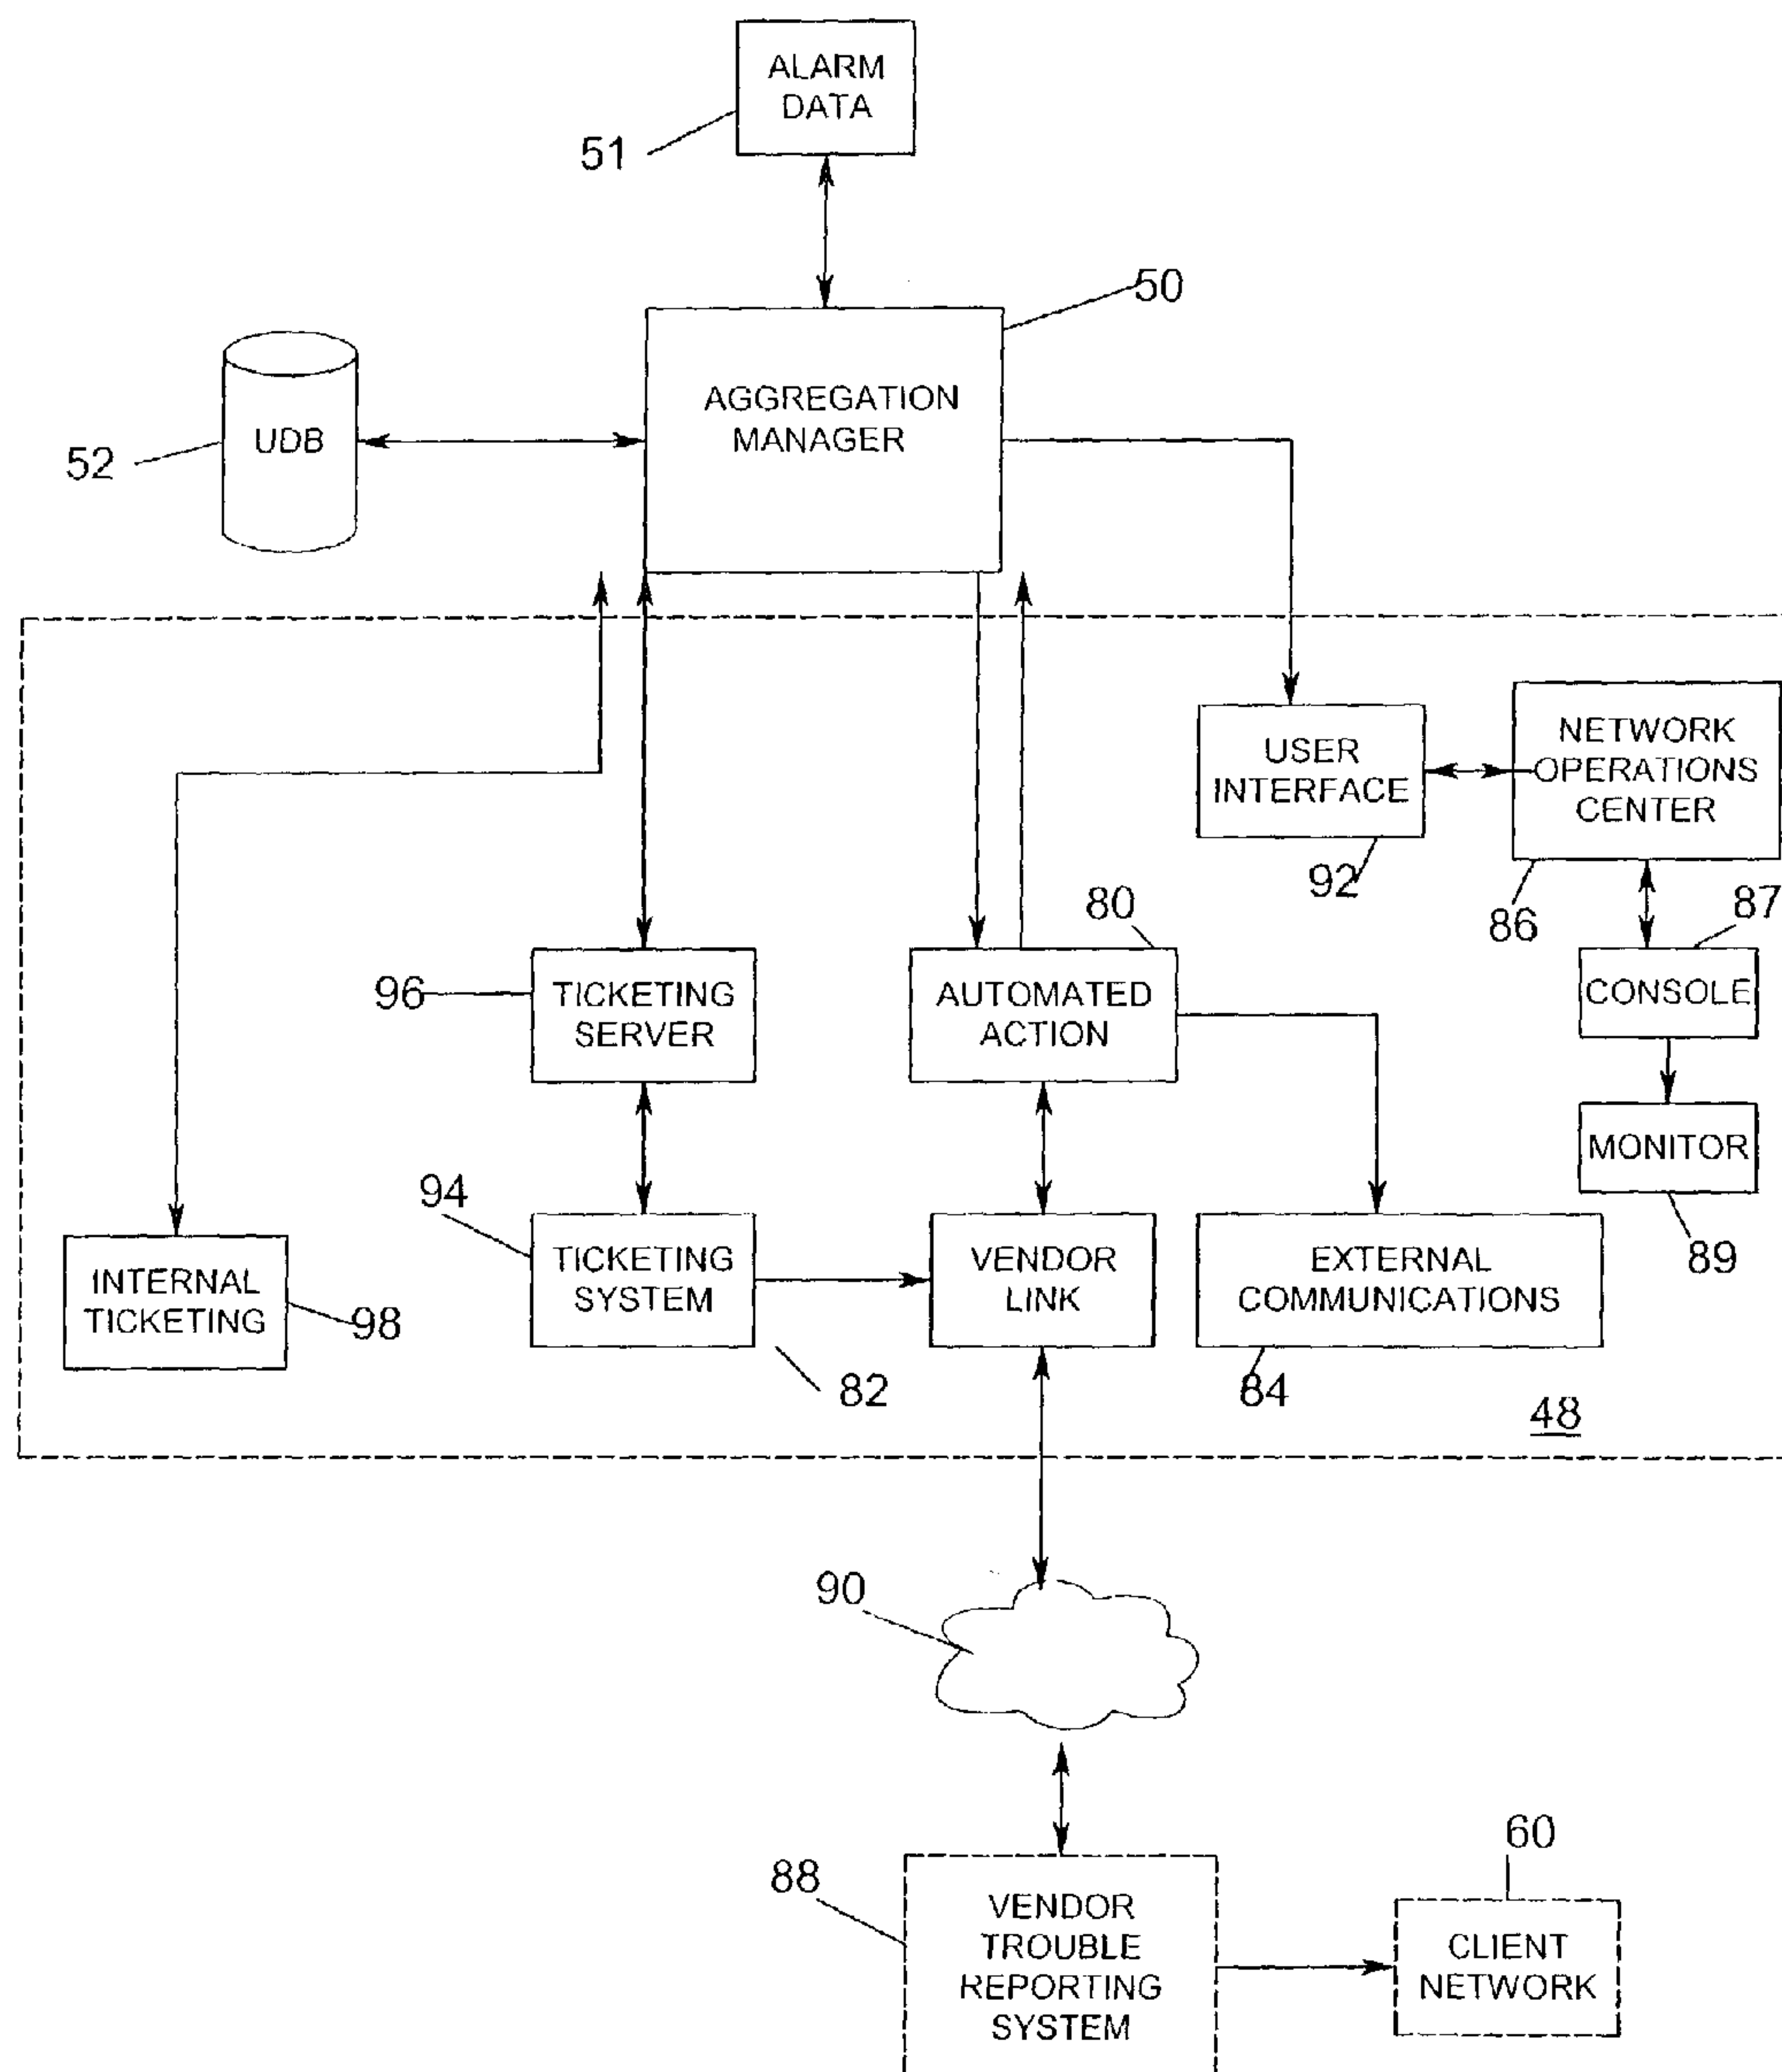 ALARM
DATA
51
50
AGGREGATION
MANAGER
UDB
52
USER
INTERFACE
92
NETWORK
OPERATIONS
CENTER
86
87
CONSOLE
MONITOR
89
80
96
TICKETING
SERVER
AUTOMATED
ACTION
94
TICKETING
SYSTEM
VENDOR
LINK
EXTERNAL
COMMUNICATIONS
INTERNAL
TICKETING
98
82
84
48
90
88
VENDOR
TROUBLE
REPORTING
SYSTEM
60
CLIENT
NETWORK